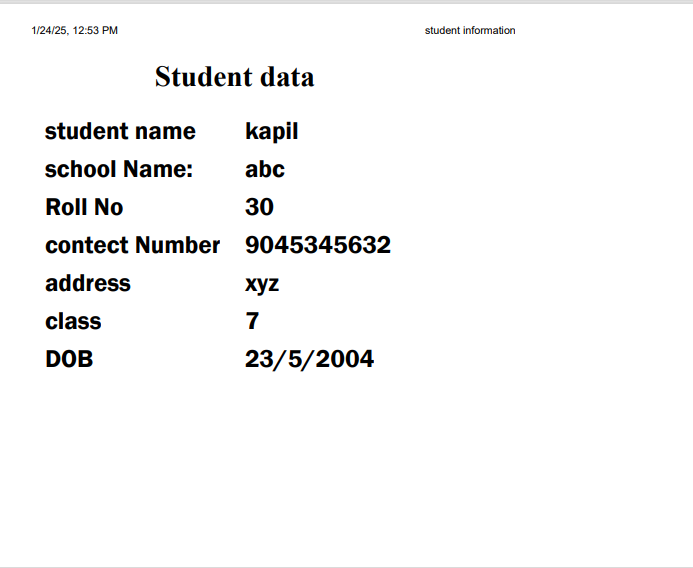 1/24/25, 12:53 PM student information
Student data
student name kapil
school Name: abc
Roll No 30
contect Number 9045345632
address xyz
class 7
DOB 23/5/2004